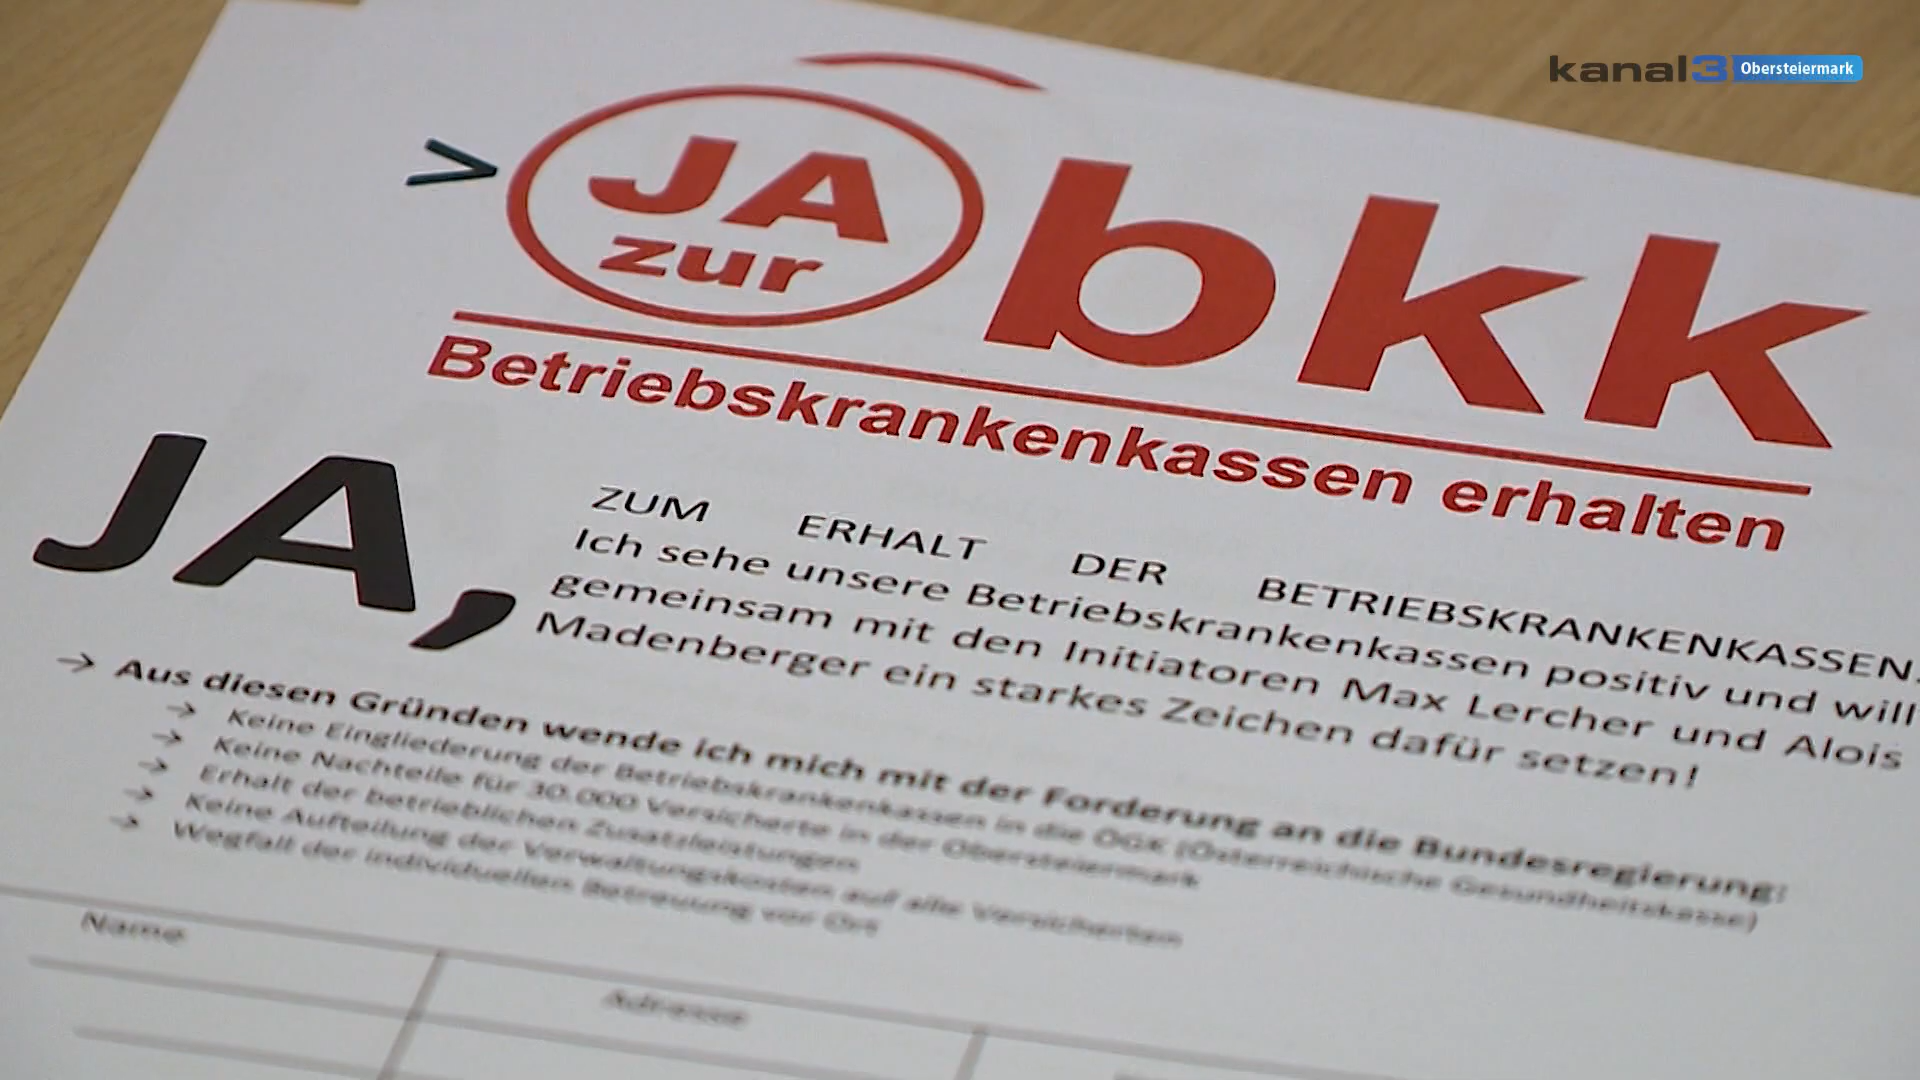 kanal3 Obersteiermark
> JA zur bkk
Betriebskrankenkassen erhalten
JA,
ZUM ERHALT DER BETRIEBSKRANKENKASSEN.
Ich sehe unsere Betriebskrankenkassen positiv und will
gemeinsam mit den Initiatoren Max Lercher und Alois
Madenberger ein starkes Zeichen dafür setzen!
→ Aus diesen Gründen wende ich mich mit der Forderung an die Bundesregierung:
→ Keine Eingliederung der Betriebskrankenkassen in die ÖGK (Österreichische Gesundheitskasse)
→ Keine Nachteile für 30.000 Versicherte in der Obersteiermark
→ Erhalt der betrieblichen Zusatzleistungen
→ Keine Aufteilung der Verwaltungskosten auf alle Versicherten
→ Wegfall der individuellen Betreuung vor Ort
Name
Adresse